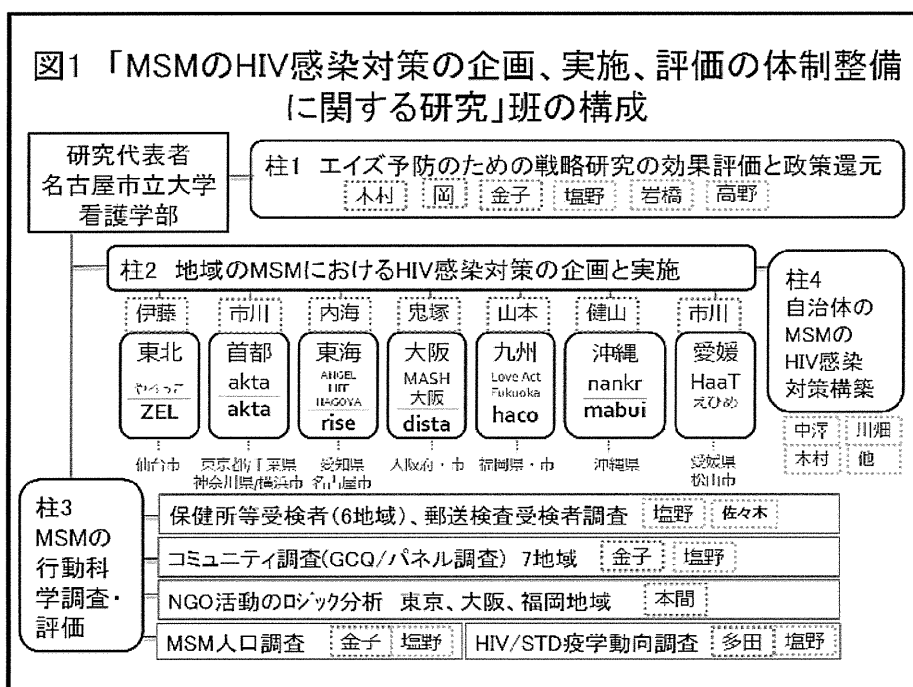 図1 「MSMのHIV感染対策の企画、実施、評価の体制整備
に関する研究」班の構成
研究代表者
名古屋市立大学
看護学部
柱1 エイズ予防のための戦略研究の効果評価と政策還元
木村 岡 金子 塩野 岩橋 高野
柱2 地域のMSMにおけるHIV感染対策の企画と実施
柱4
自治体の
MSMの
HIV感染
対策構築
中澤 川畑
木村 他
伊藤 市川 内海 鬼塚 山本 健山 市川
東北
ZEL
首都
akta
akta
東海
ANGEL
LIFE
NAGOYA
rise
大阪
MASH
大阪
dista
九州
Love Act
Fukuoka
haco
沖縄
nankr
mabui
愛媛
HaaT
えひめ
仙台市
東京都/千葉県
神奈川県/横浜市
愛知県
名古屋市
大阪府・市
福岡県・市
沖縄県
愛媛県
松山市
柱3
MSMの
行動科
学調査・
評価
保健所等受検者(6地域)、郵送検査受検者調査 塩野 佐々木
コミュニティ調査(GCQ/パネル調査) 7地域 金子 塩野
NGO活動のロジック分析 東京、大阪、福岡地域 本間
MSM人口調査 金子 塩野
HIV/STD疫学動向調査 多田 塩野